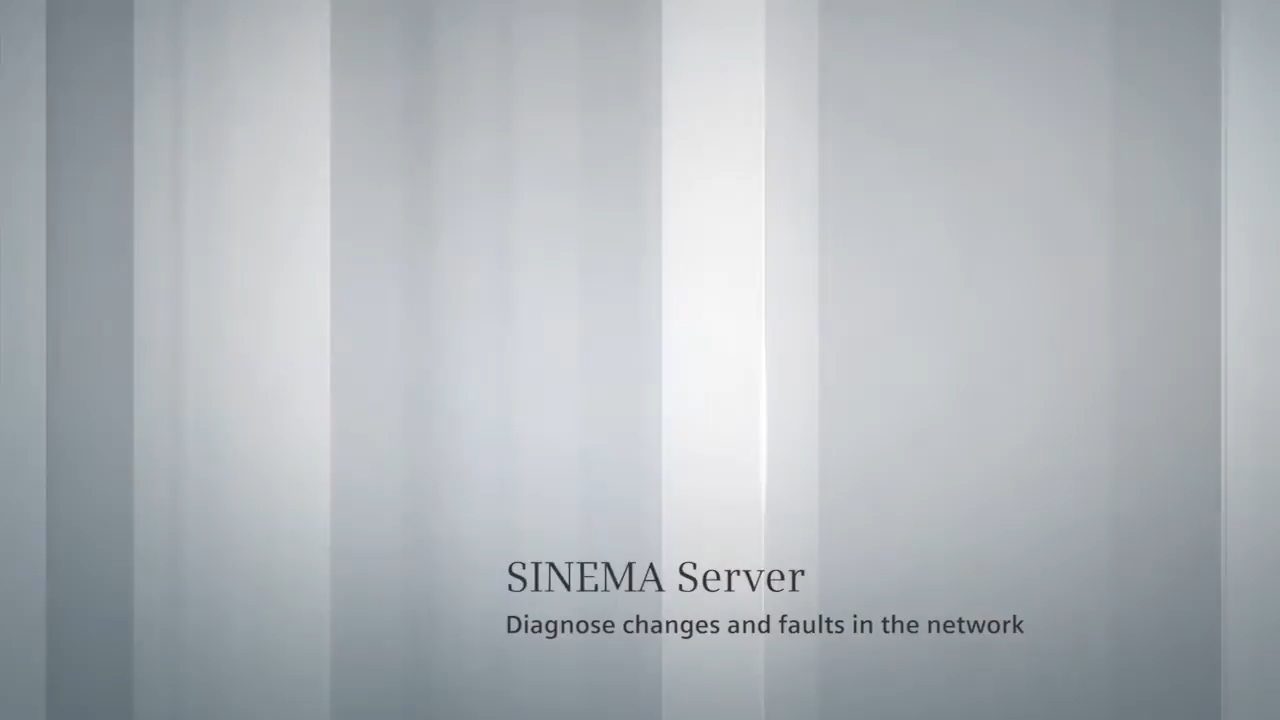 SINEMA Server
Diagnose changes and faults in the network